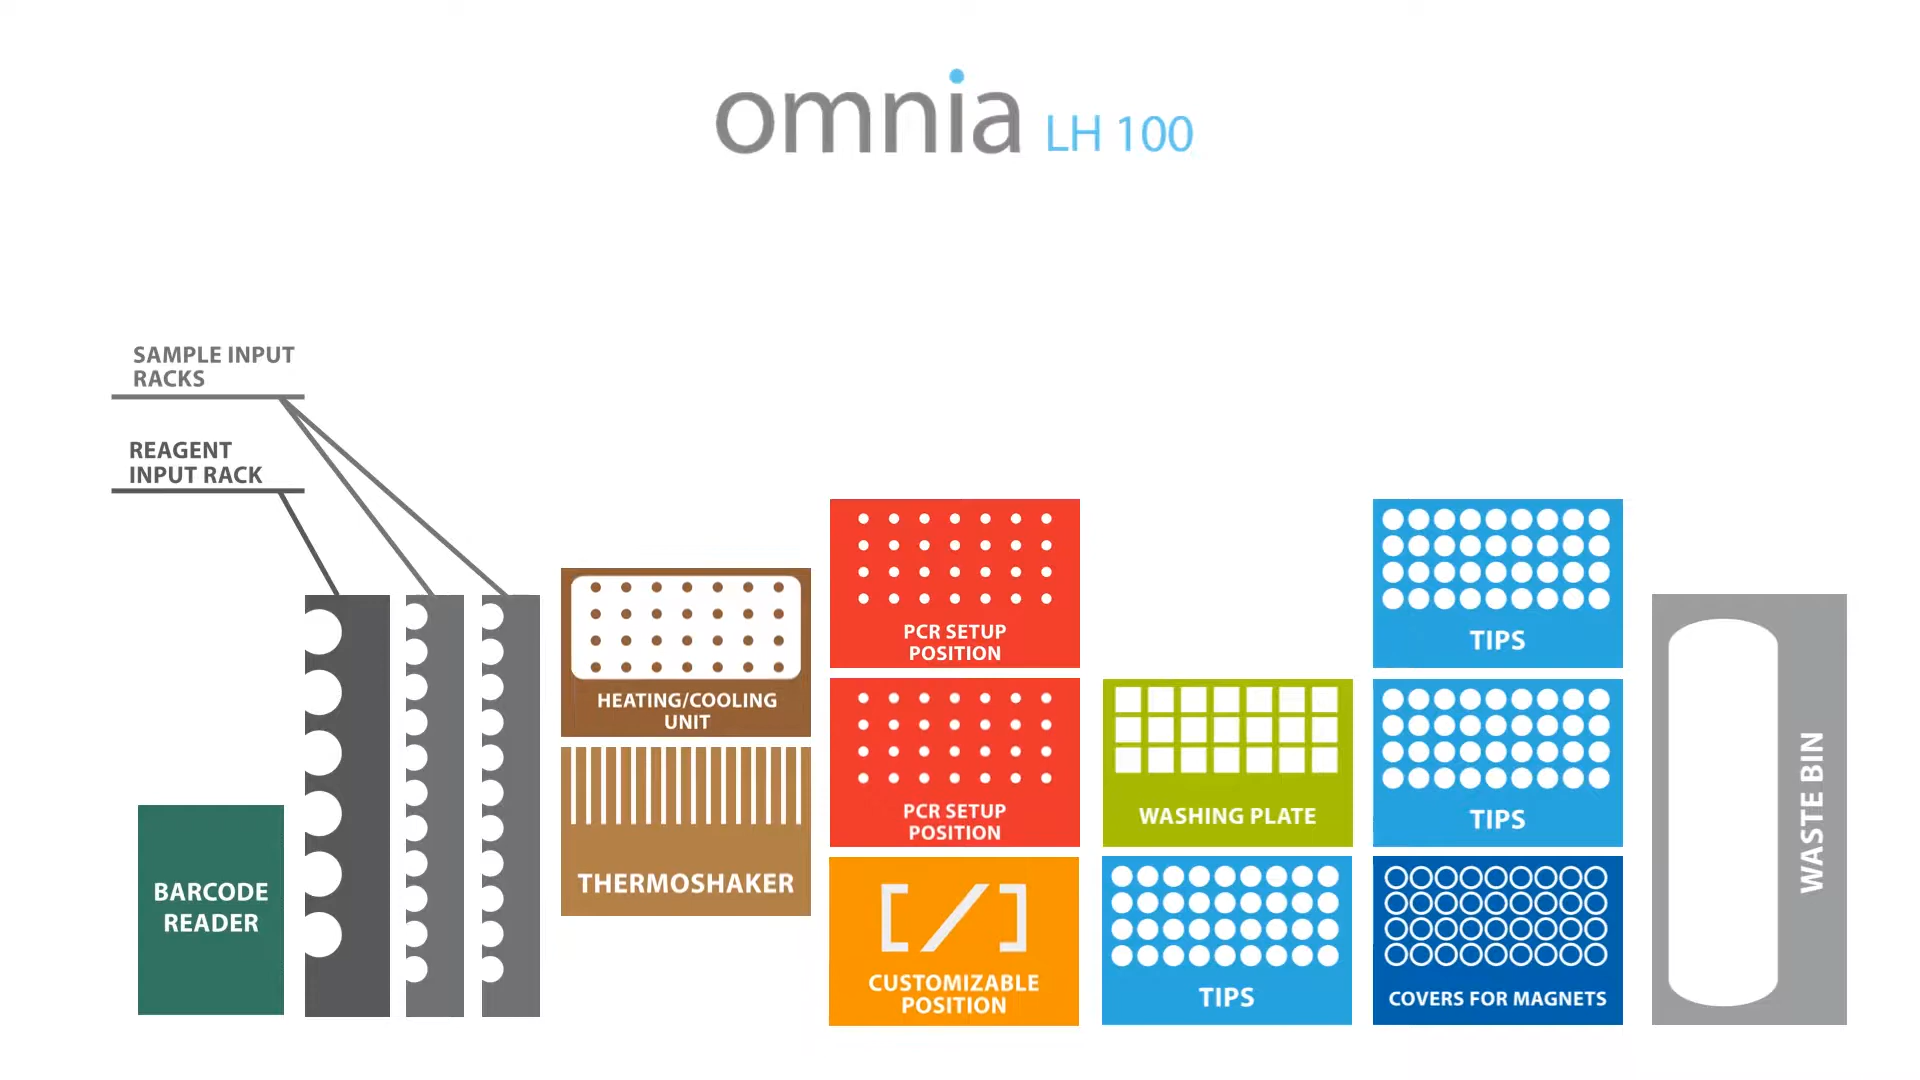 omnia LH 100
SAMPLE INPUT
RACKS
REAGENT
INPUT RACK
BARCODE
READER
HEATING/COOLING
UNIT
THERMOSHAKER
PCR SETUP
POSITION
PCR SETUP
POSITION
CUSTOMIZABLE
POSITION
WASHING PLATE
TIPS
TIPS
TIPS
COVERS FOR MAGNETS
WASTE BIN